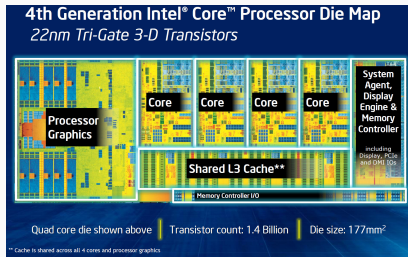 4th Generation Intel® Core™ Processor Die Map
22nm Tri-Gate 3-D Transistors
Processor
Graphics
Core
Core
Core
Core
System
Agent,
Display
Engine &
Memory
Controller
including
Display, PCIe
and DMI IOs
Shared L3 Cache**
Memory Controller I/O
Quad core die shown above
Transistor count: 1.4 Billion
Die size: 177mm²
** Cache is shared across all 4 cores and processor graphics